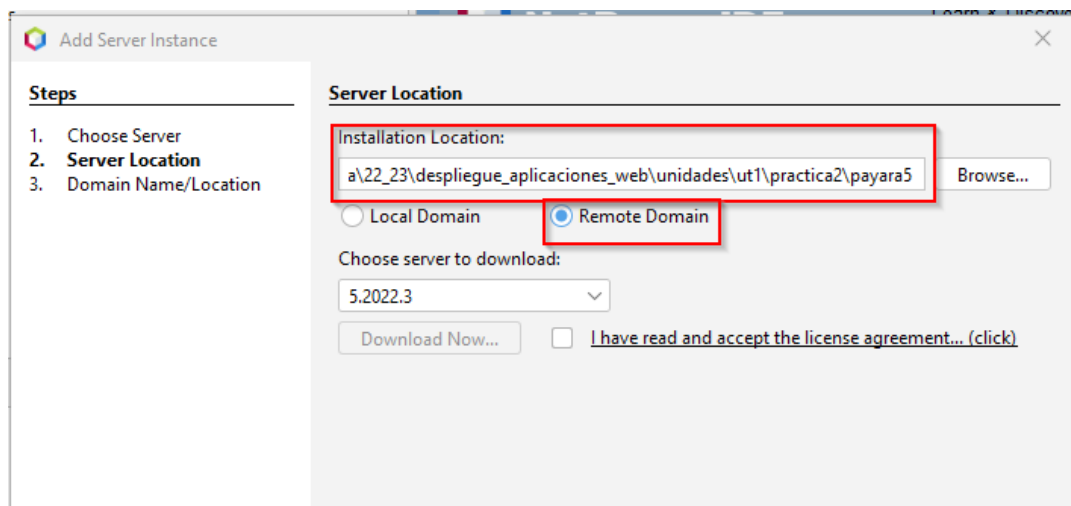 Add Server Instance
Steps
1. Choose Server
2. Server Location
3. Domain Name/Location
Server Location
Installation Location:
a\22_23\despliegue_aplicaciones_web\unidades\ut1\practica2\payara5
Browse...
Local Domain
Remote Domain
Choose server to download:
5.2022.3
Download Now...
I have read and accept the license agreement... (click)